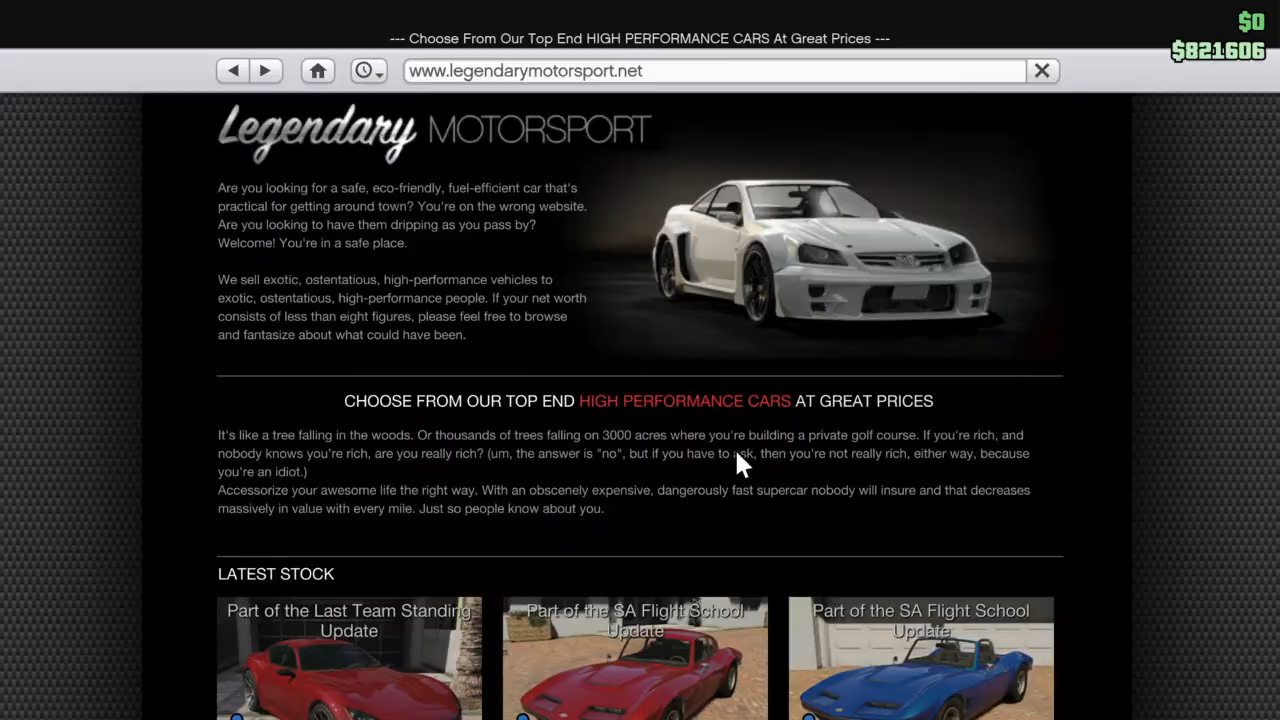 $0
--- Choose From Our Top End HIGH PERFORMANCE CARS At Great Prices ---
$821606
www.legendarymotorsport.net
Legendary MOTORSPORT
Are you looking for a safe, eco-friendly, fuel-efficient car that's
practical for getting around town? You're on the wrong website.
Are you looking to have them dripping as you pass by?
Welcome! You're in a safe place.
We sell exotic, ostentatious, high-performance vehicles to
exotic, ostentatious, high-performance people. If your net worth
consists of less than eight figures, please feel free to browse
and fantasize about what could have been.
CHOOSE FROM OUR TOP END HIGH PERFORMANCE CARS AT GREAT PRICES
It's like a tree falling in the woods. Or thousands of trees falling on 3000 acres where you're building a private golf course. If you're rich, and
nobody knows you're rich, are you really rich? (um, the answer is "no", but if you have to ask, then you're not really rich, either way, because
you're an idiot.)
Accessorize your awesome life the right way. With an obscenely expensive, dangerously fast supercar nobody will insure and that decreases
massively in value with every mile. Just so people know about you.
LATEST STOCK
Part of the Last Team Standing
Update
Part of the SA Flight School
Update
Part of the SA Flight School
Update